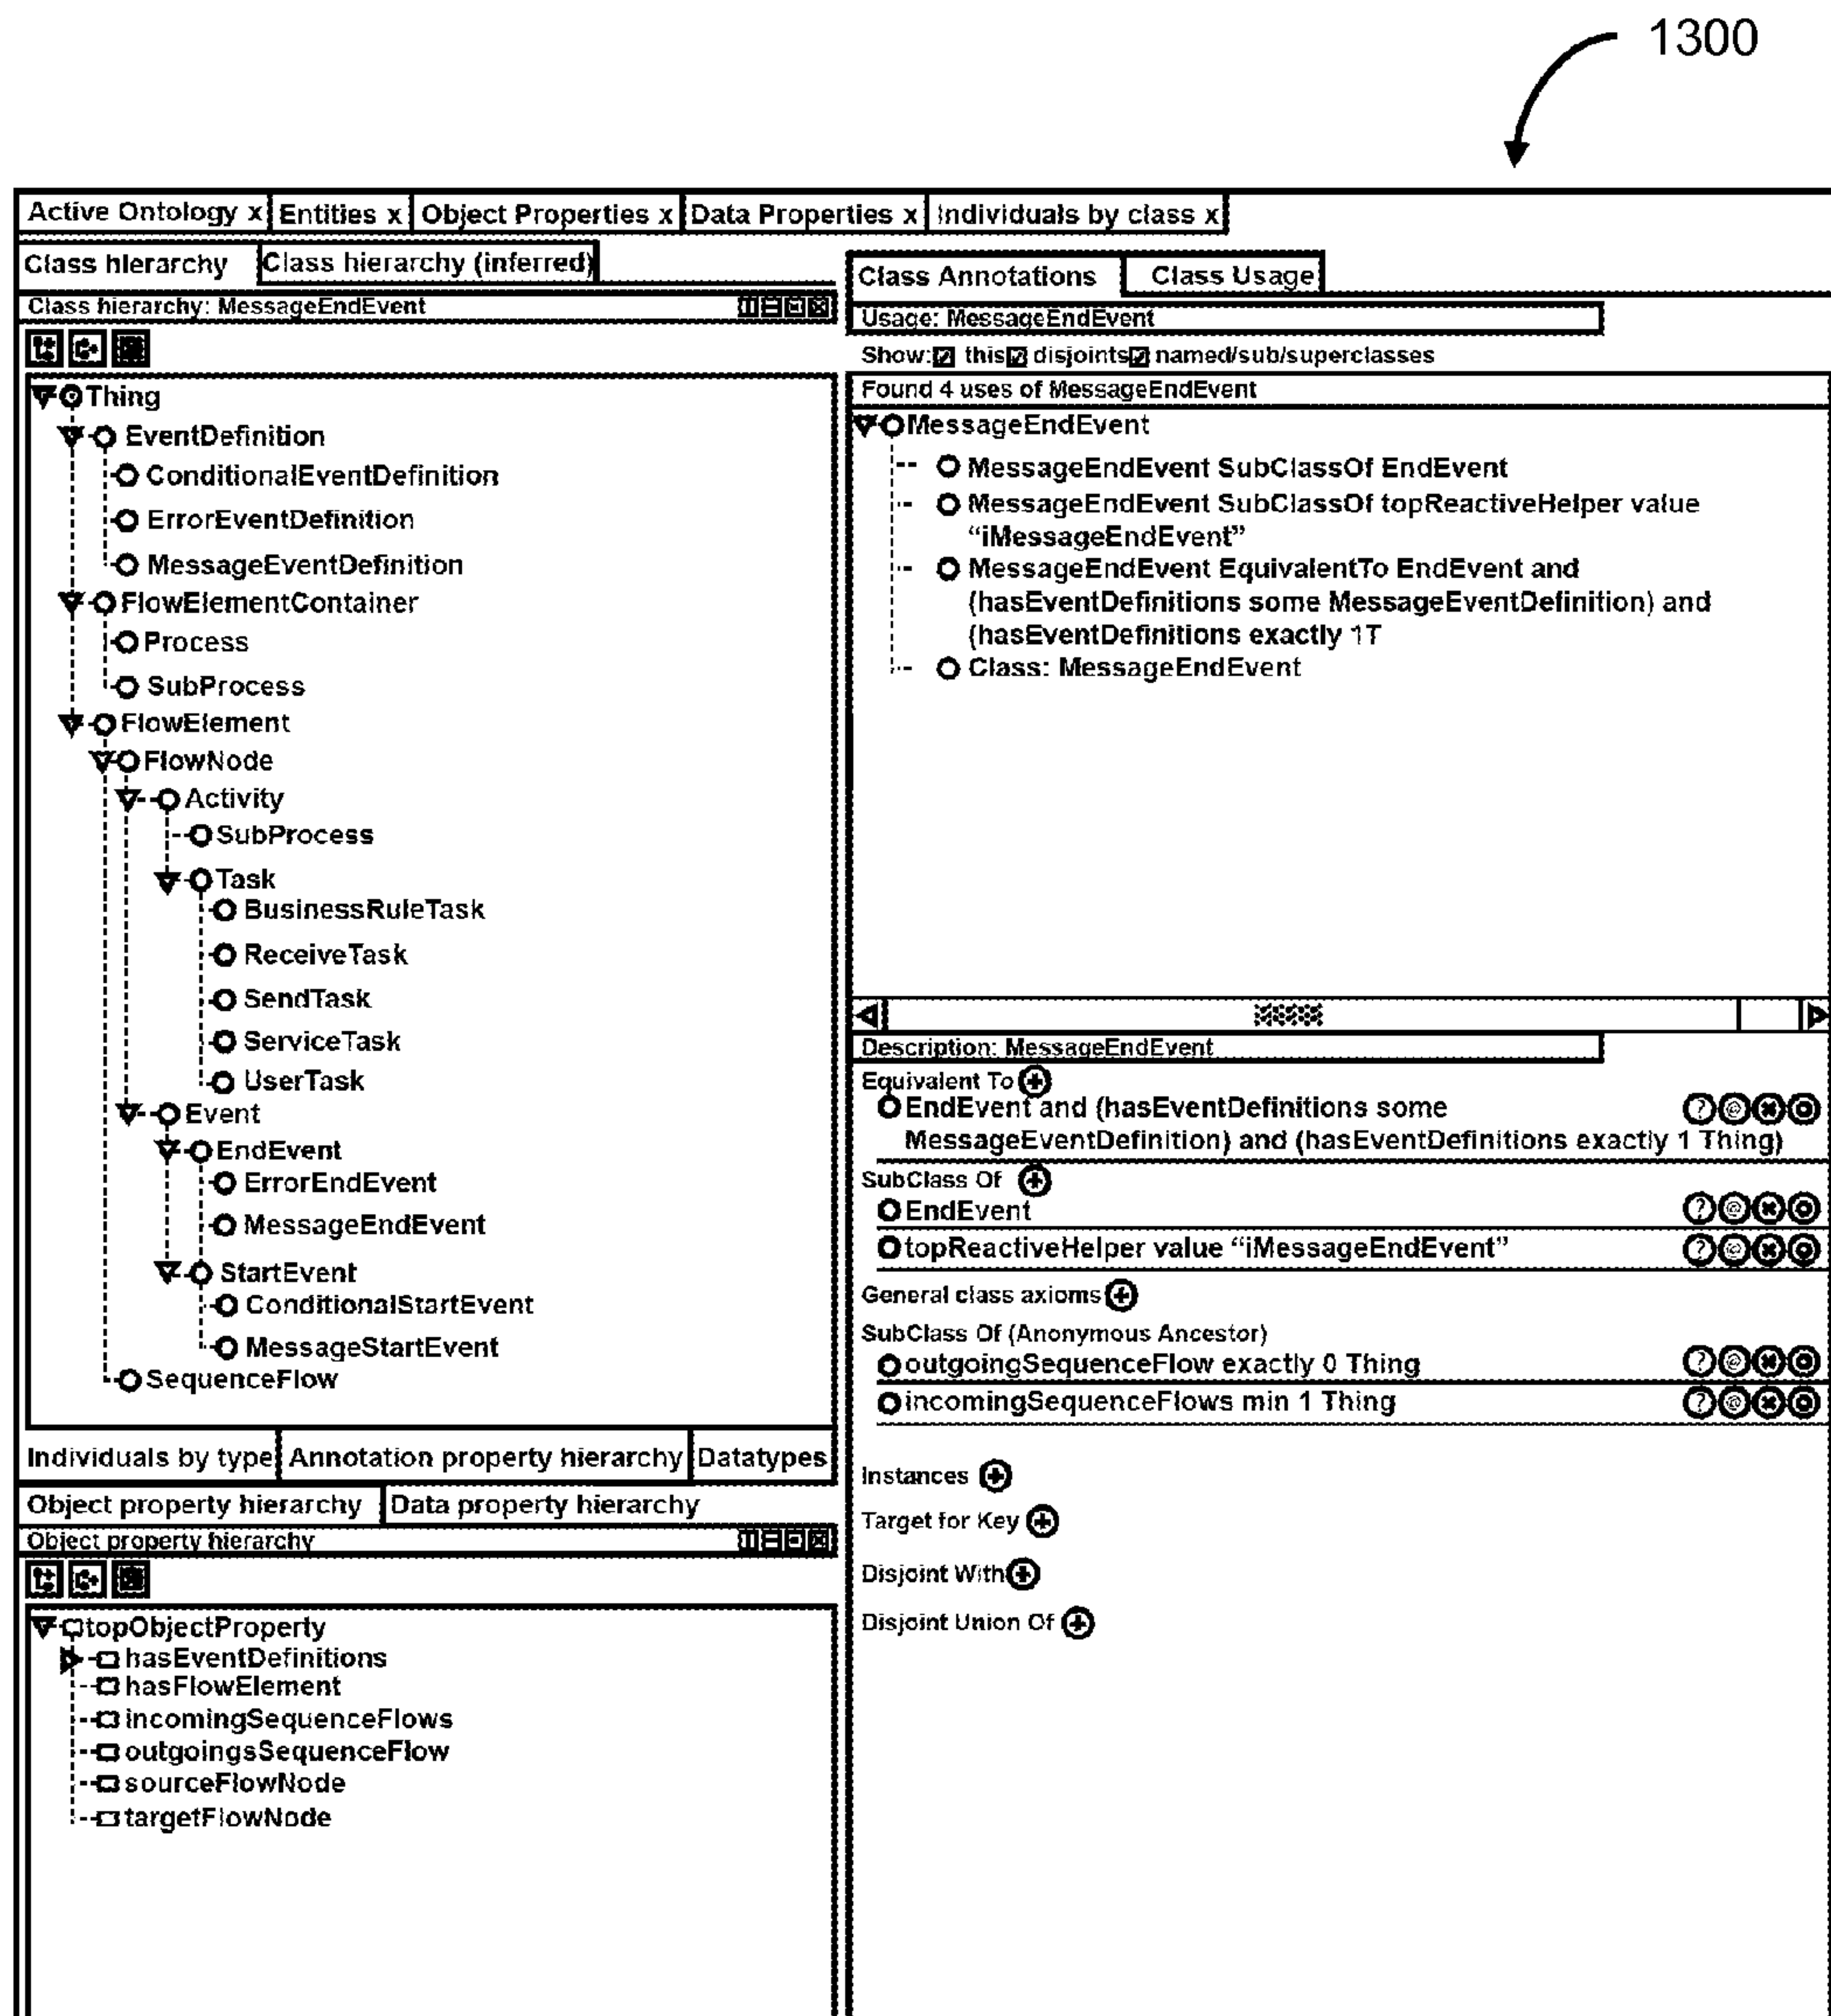 1300
Active Ontology x Entities x Object Properties x Data Properties x Individuals by class x
Class hierarchy Class hierarchy (inferred)
Class hierarchy: MessageEndEvent
Thing
EventDefinition
ConditionalEventDefinition
ErrorEventDefinition
MessageEventDefinition
FlowElementContainer
Process
SubProcess
FlowElement
FlowNode
Activity
SubProcess
Task
BusinessRuleTask
ReceiveTask
SendTask
ServiceTask
UserTask
Event
EndEvent
ErrorEndEvent
MessageEndEvent
StartEvent
ConditionalStartEvent
MessageStartEvent
SequenceFlow
Individuals by type Annotation property hierarchy Datatypes
Object property hierarchy Data property hierarchy
Object property hierarchy
topObjectProperty
hasEventDefinitions
hasFlowElement
incomingSequenceFlows
outgoingsSequenceFlow
sourceFlowNode
targetFlowNode
Class Annotations Class Usage
Usage: MessageEndEvent
Show: this disjoints named/sub/superclasses
Found 4 uses of MessageEndEvent
MessageEndEvent
MessageEndEvent SubClassOf EndEvent
MessageEndEvent SubClassOf topReactiveHelper value
“iMessageEndEvent”
MessageEndEvent EquivalentTo EndEvent and
(hasEventDefinitions some MessageEventDefinition) and
(hasEventDefinitions exactly 1T
Class: MessageEndEvent
Description: MessageEndEvent
Equivalent To
EndEvent and (hasEventDefinitions some
MessageEventDefinition) and (hasEventDefinitions exactly 1 Thing)
SubClass Of
EndEvent
topReactiveHelper value “iMessageEndEvent”
General class axioms
SubClass Of (Anonymous Ancestor)
outgoingSequenceFlow exactly 0 Thing
incomingSequenceFlows min 1 Thing
Instances
Target for Key
Disjoint With
Disjoint Union Of